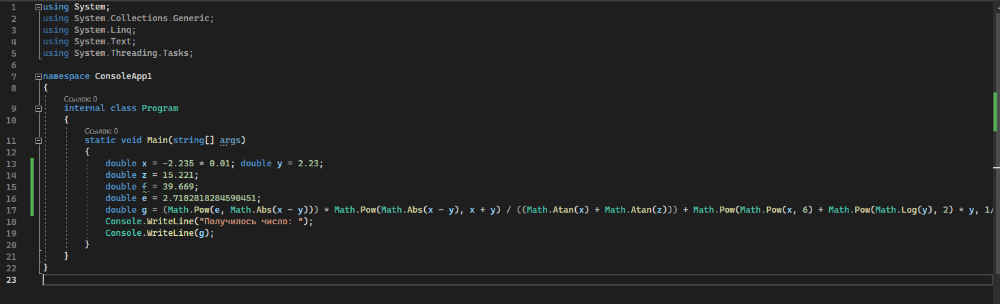 1 using System;
2 using System.Collections.Generic;
3 using System.Linq;
4 using System.Text;
5 using System.Threading.Tasks;
6
7 namespace ConsoleApp1
8 {
Ссылок: 0
9 internal class Program
10 {
Ссылок: 0
11 static void Main(string[] args)
12 {
13 double x = -2.235 * 0.01; double y = 2.23;
14 double z = 15.221;
15 double f = 39.669;
16 double e = 2.7182818284590451;
17 double g = (Math.Pow(e, Math.Abs(x - y))) * Math.Pow(Math.Abs(x - y), x + y) / ((Math.Atan(x) + Math.Atan(z))) + Math.Pow(Math.Pow(x, 6) + Math.Pow(Math.Log(y), 2) * y, 1/
18 Console.WriteLine("Получилось число: ");
19 Console.WriteLine(g);
20 }
21 }
22 }
23